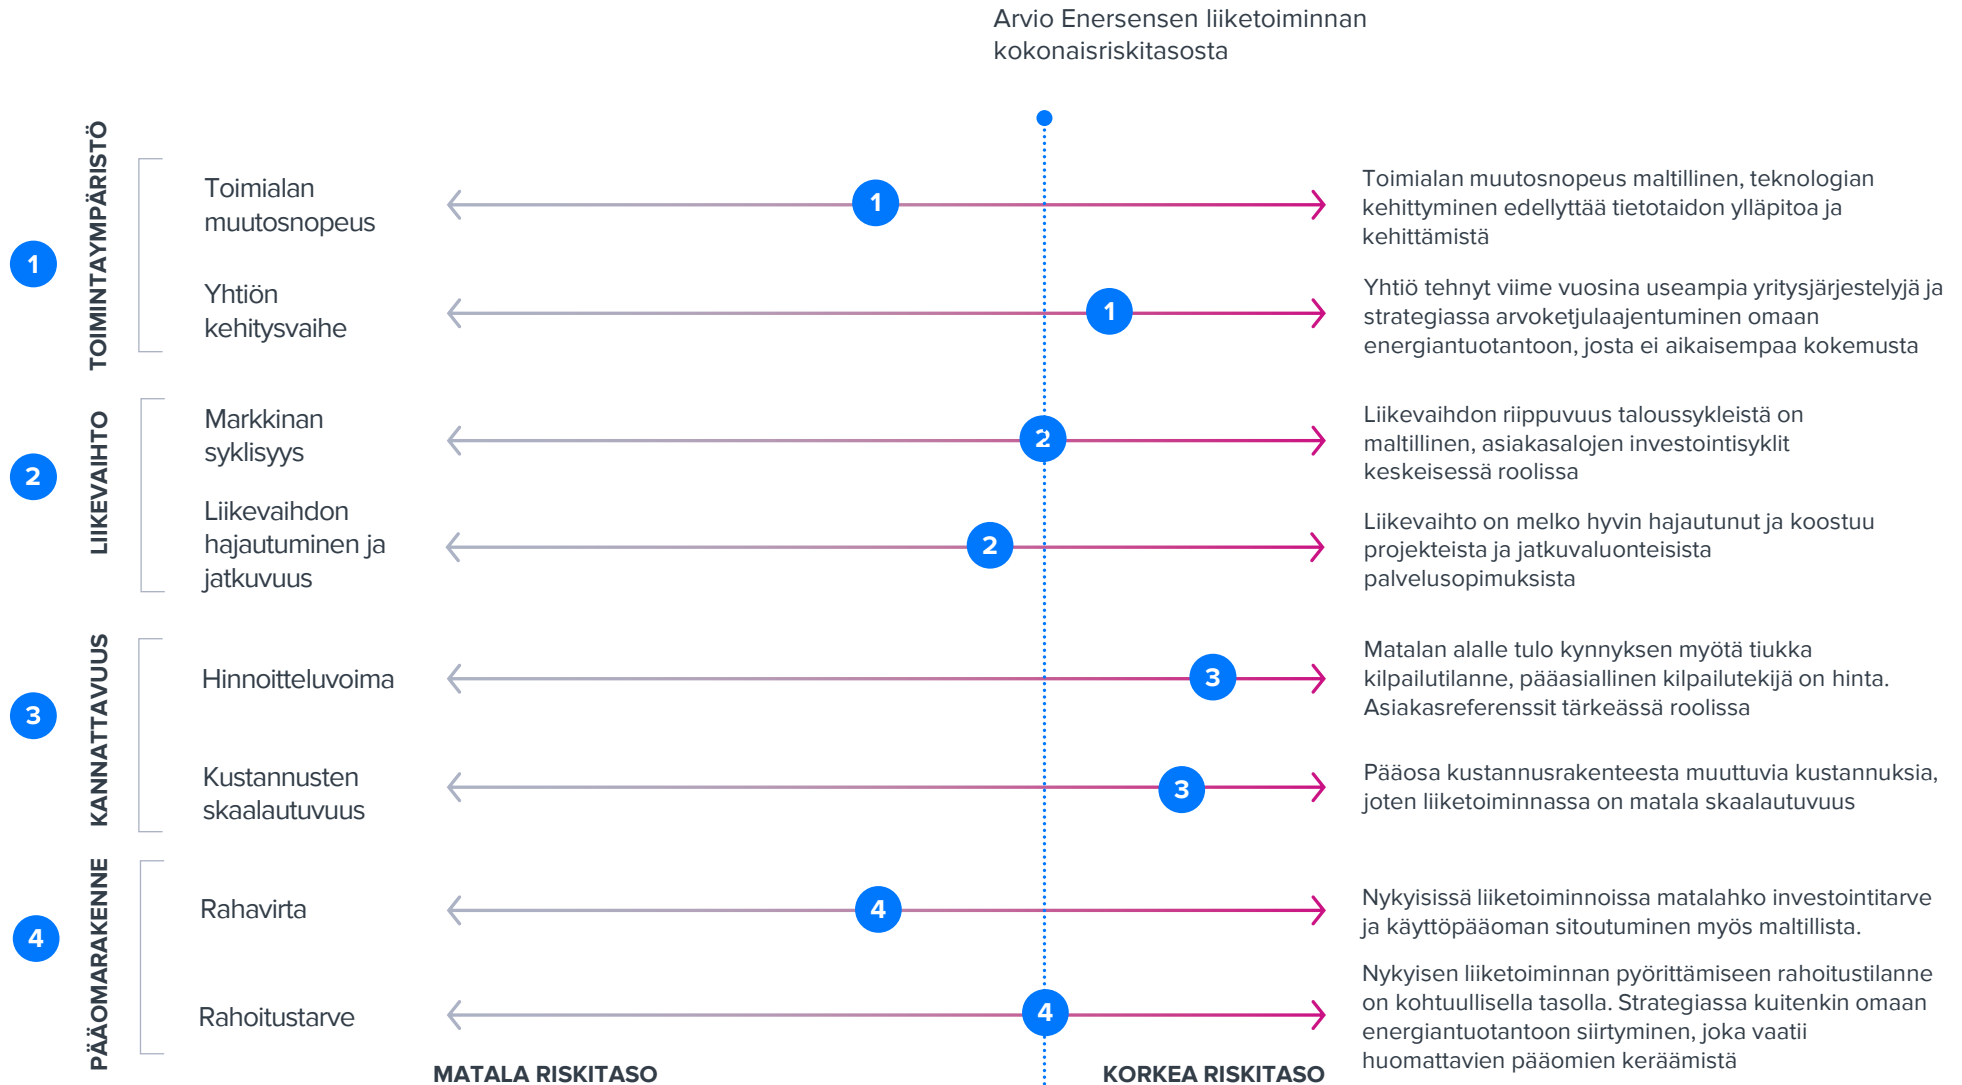 Arvio Enersensen liiketoiminnan
kokonaisriskitasosta
1
TOIMINTAYMPÄRISTÖ
Toimialan
muutosnopeus
1
Toimialan muutosnopeus maltillinen, teknologian
kehittyminen edellyttää tietotaidon ylläpitoa ja
kehittämistä
Yhtiön
kehitysvaihe
1
Yhtiö tehnyt viime vuosina useampia yritysjärjestelyjä ja
strategiassa arvoketjulaajentuminen omaan
energiantuotantoon, josta ei aikaisempaa kokemusta
2
LIIKEVAIHTO
Markkinan
syklisyys
2
Liikevaihdon riippuvuus taloussykleistä on
maltillinen, asiakasalojen investointisyklit
keskeisessä roolissa
Liikevaihdon
hajautuminen ja
jatkuvuus
2
Liikevaihto on melko hyvin hajautunut ja koostuu
projekteista ja jatkuvaluonteisista
palvelusopimuksista
3
KANNATTAVUUS
Hinnoitteluvoima
3
Matalan alalle tulo kynnyksen myötä tiukka
kilpailutilanne, pääasiallinen kilpailutekijä on hinta.
Asiakasreferenssit tärkeässä roolissa
Kustannusten
skaalautuvuus
3
Pääosa kustannusrakenteesta muuttuvia kustannuksia,
joten liiketoiminnassa on matala skaalautuvuus
4
PÄÄOMARAKENNE
Rahavirta
4
Nykyisissä liiketoiminnoissa matalahko investointitarve
ja käyttöpääoman sitoutuminen myös maltillista.
Rahoitustarve
4
Nykyisen liiketoiminnan pyörittämiseen rahoitustilanne
on kohtuullisella tasolla. Strategiassa kuitenkin omaan
energiantuotantoon siirtyminen, joka vaatii
huomattavien pääomien keräämistä
MATALA RISKITASO
KORKEA RISKITASO